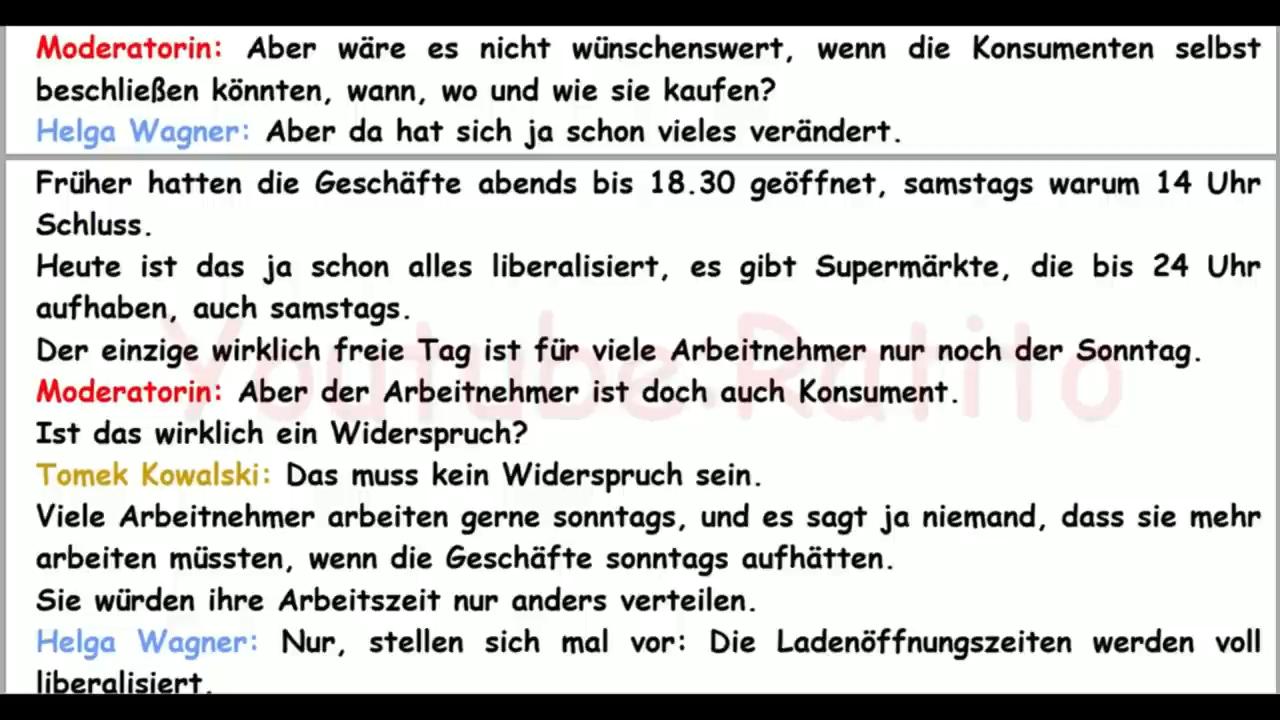 Moderatorin: Aber wäre es nicht wünschenswert, wenn die Konsumenten selbst
beschließen könnten, wann, wo und wie sie kaufen?
Helga Wagner: Aber da hat sich ja schon vieles verändert.
Früher hatten die Geschäfte abends bis 18.30 geöffnet, samstags warum 14 Uhr
Schluss.
Heute ist das ja schon alles liberalisiert, es gibt Supermärkte, die bis 24 Uhr
aufhaben, auch samstags.
Der einzige wirklich freie Tag ist für viele Arbeitnehmer nur noch der Sonntag.
Youtube.Ratito
Moderatorin: Aber der Arbeitnehmer ist doch auch Konsument.
Ist das wirklich ein Widerspruch?
Tomek Kowalski: Das muss kein Widerspruch sein.
Viele Arbeitnehmer arbeiten gerne sonntags, und es sagt ja niemand, dass sie mehr
arbeiten müssten, wenn die Geschäfte sonntags aufhätten.
Sie würden ihre Arbeitszeit nur anders verteilen.
Helga Wagner: Nur, stellen sich mal vor: Die Ladenöffnungszeiten werden voll
liberalisiert.